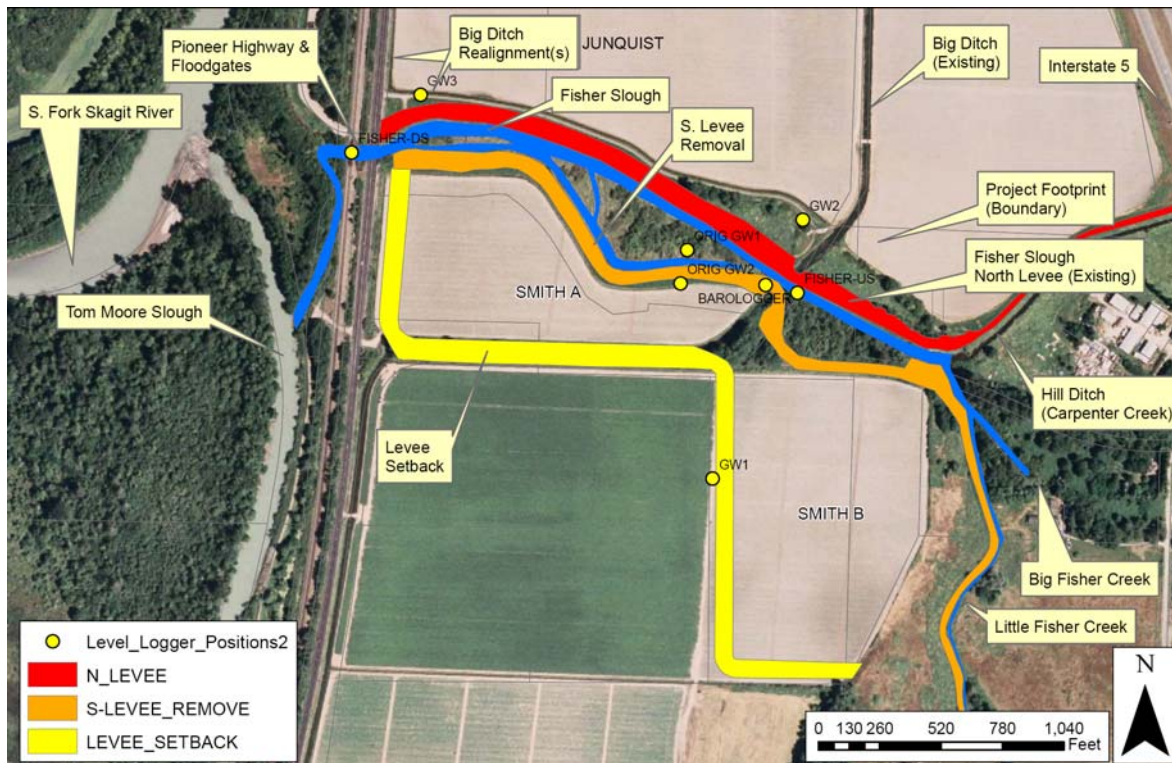 Pioneer Highway &
Floodgates
Big Ditch
Realignment(s)
JUNQUIST
Big Ditch
(Existing)
Interstate 5
GW3
Fisher Slough
S. Fork Skagit River
FISHER-DS
S. Levee
Removal
Project Footprint
(Boundary)
GW2
ORIG GW1
Fisher Slough
North Levee (Existing)
ORIG GW2
FISHER-US
BAROLOGGER
SMITH A
Tom Moore Slough
Hill Ditch
(Carpenter Creek)
Levee
Setback
GW1
SMITH B
Big Fisher Creek
Little Fisher Creek
Level_Logger_Positions2
N_LEVEE
S-LEVEE_REMOVE
LEVEE_SETBACK
N
0 130 260 520 780 1,040
Feet